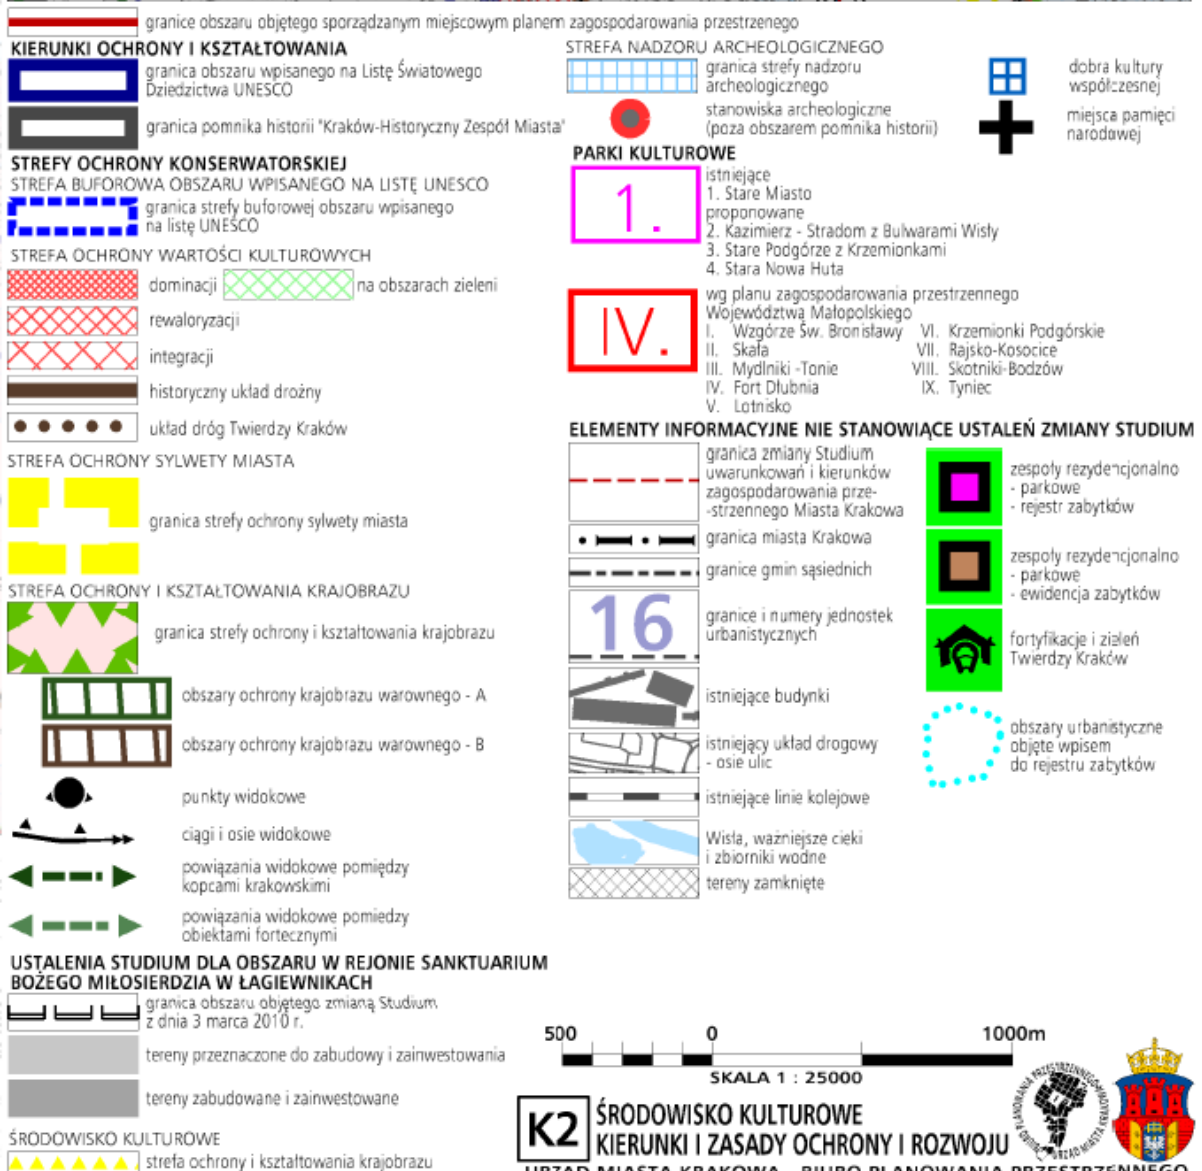 granice obszaru objętego sporządzanym miejscowym planem zagospodarowania przestrzenego
KIERUNKI OCHRONY I KSZTAŁTOWANIA
granica obszaru wpisanego na Listę Światowego
Dziedzictwa UNESCO
granica pomnika historii "Kraków-Historyczny Zespół Miasta"
STREFY OCHRONY KONSERWATORSKIEJ
STREFA BUFOROWA OBSZARU WPISANEGO NA LISTĘ UNESCO
granica strefy buforowej obszaru wpisanego
na listę UNESCO
STREFA OCHRONY WARTOŚCI KULTUROWYCH
dominacji
na obszarach zieleni
rewaloryzacji
integracji
historyczny układ drożny
układ dróg Twierdzy Kraków
STREFA OCHRONY SYLWETY MIASTA
granica strefy ochrony sylwety miasta
STREFA OCHRONY I KSZTAŁTOWANIA KRAJOBRAZU
granica strefy ochrony i kształtowania krajobrazu
obszary ochrony krajobrazu warownego - A
obszary ochrony krajobrazu warownego - B
punkty widokowe
ciągi i osie widokowe
powiązania widokowe pomiędzy
kopcami krakowskimi
powiązania widokowe pomiedzy
obiektami fortecznymi
USTALENIA STUDIUM DLA OBSZARU W REJONIE SANKTUARIUM
BOŻEGO MIŁOSIERDZIA W ŁAGIEWNIKACH
granica obszaru objętego zmianą Studium
z dnia 3 marca 2010 r.
tereny przeznaczone do zabudowy i zainwestowania
tereny zabudowane i zainwestowane
ŚRODOWISKO KULTUROWE
strefa ochrony i kształtowania krajobrazu
STREFA NADZORU ARCHEOLOGICZNEGO
granica strefy nadzoru
archeologicznego
stanowiska archeologiczne
(poza obszarem pomnika historii)
dobra kultury
współczesnej
miejsca pamięci
narodowej
PARKI KULTUROWE
1.
istniejące
1. Stare Miasto
proponowane
2. Kazimierz - Stradom z Bulwarami Wisły
3. Stare Podgórze z Krzemionkami
4. Stara Nowa Huta
IV.
wg planu zagospodarowania przestrzennego
Województwa Małopolskiego
I. Wzgórze Św. Bronisławy
II. Skała
III. Mydlniki -Tonie
IV. Fort Dłubnia
V. Lotnisko
VI. Krzemionki Podgórskie
VII. Rajsko-Kosocice
VIII. Skotniki-Bodzów
IX. Tyniec
ELEMENTY INFORMACYJNE NIE STANOWIĄCE USTALEŃ ZMIANY STUDIUM
granica zmiany Studium
uwarunkowań i kierunków
zagospodarowania prze-
-strzennego Miasta Krakowa
granica miasta Krakowa
granice gmin sąsiednich
16
granice i numery jednostek
urbanistycznych
istniejące budynki
istniejący układ drogowy
- osie ulic
istniejące linie kolejowe
Wisła, ważniejsze cieki
i zbiorniki wodne
tereny zamknięte
zespoły rezydencjonalno
- parkowe
- rejestr zabytków
zespoły rezydencjonalno
- parkowe
- ewidencja zabytków
fortyfikacje i zieleń
Twierdzy Kraków
obszary urbanistyczne
objęte wpisem
do rejestru zabytków
500 0 1000m
SKALA 1 : 25000
K2
ŚRODOWISKO KULTUROWE
KIERUNKI I ZASADY OCHRONY I ROZWOJU
URZĄD MIASTA KRAKOWA - BIURO PLANOWANIA PRZESTRZENNEGO